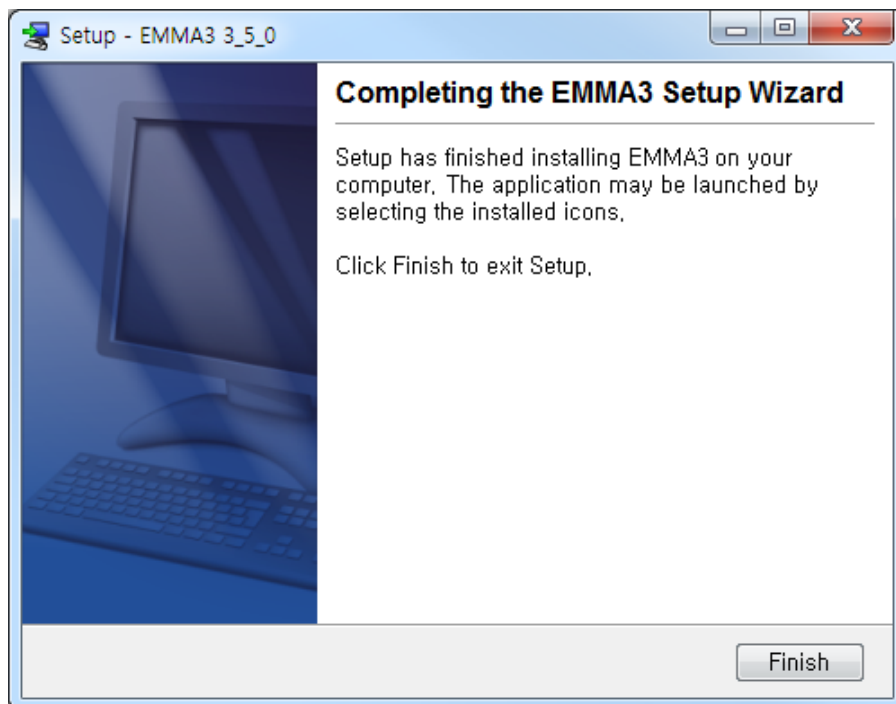 Setup - EMMA3 3_5_0
Completing the EMMA3 Setup Wizard
Setup has finished installing EMMA3 on your
computer. The application may be launched by
selecting the installed icons.
Click Finish to exit Setup.
Finish